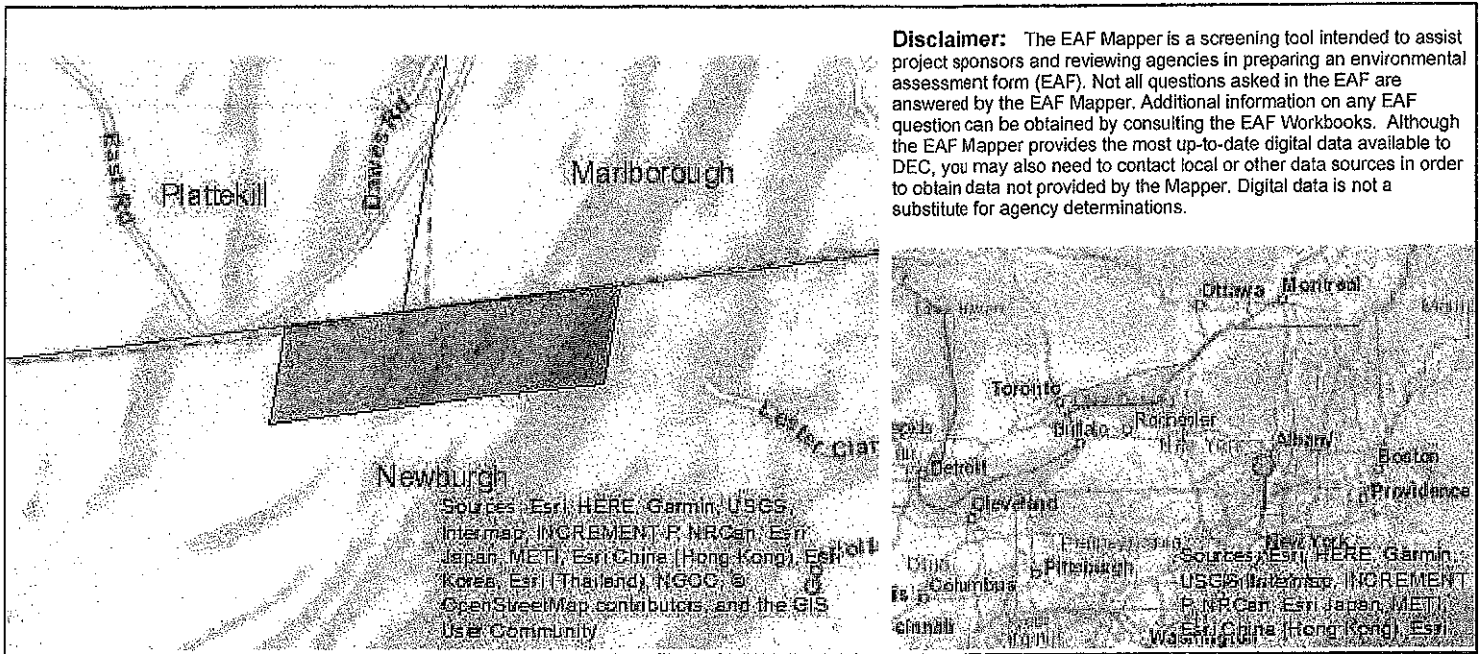 Disclaimer: The EAF Mapper is a screening tool intended to assist
project sponsors and reviewing agencies in preparing an environmental
assessment form (EAF). Not all questions asked in the EAF are
answered by the EAF Mapper. Additional information on any EAF
question can be obtained by consulting the EAF Workbooks. Although
the EAF Mapper provides the most up-to-date digital data available to
DEC, you may also need to contact local or other data sources in order
to obtain data not provided by the Mapper. Digital data is not a
substitute for agency determinations.
East Rd
Plattekill
Marlborough
Newburgh
Lester Clar
Sources: Esri, HERE, Garmin, USGS,
Intermap, INCREMENT P, NRCan, Esri
Japan, METI, Esri China (Hong Kong), Esri
Korea, Esri (Thailand), NGCC, ©
OpenStreetMap contributors, and the GIS
User Community
Ottawa
Montreal
Toronto
Rochester
Buffalo
New York
Albany
Detroit
Boston
Cleveland
Providence
New York
Pittsburgh
Columbus
cinnati
Washington
Sources: Esri, HERE, Garmin,
USGS, Intermap, INCREMENT
P, NRCan, Esri Japan, METI,
Esri China (Hong Kong), Esri